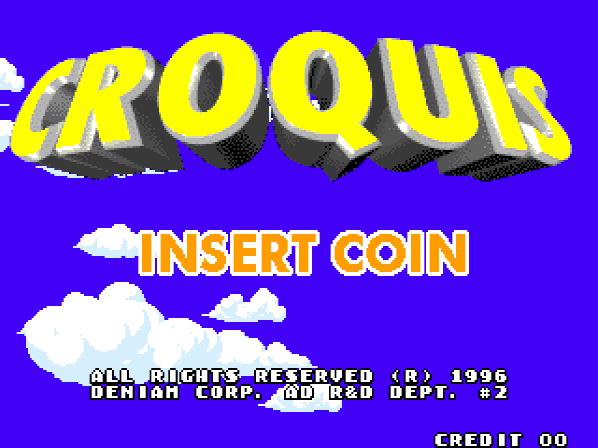 CROQUIS
INSERT COIN
ALL RIGHTS RESERVED (R) 1996
DENIAM CORP. AD R&D DEPT. #2
CREDIT 00